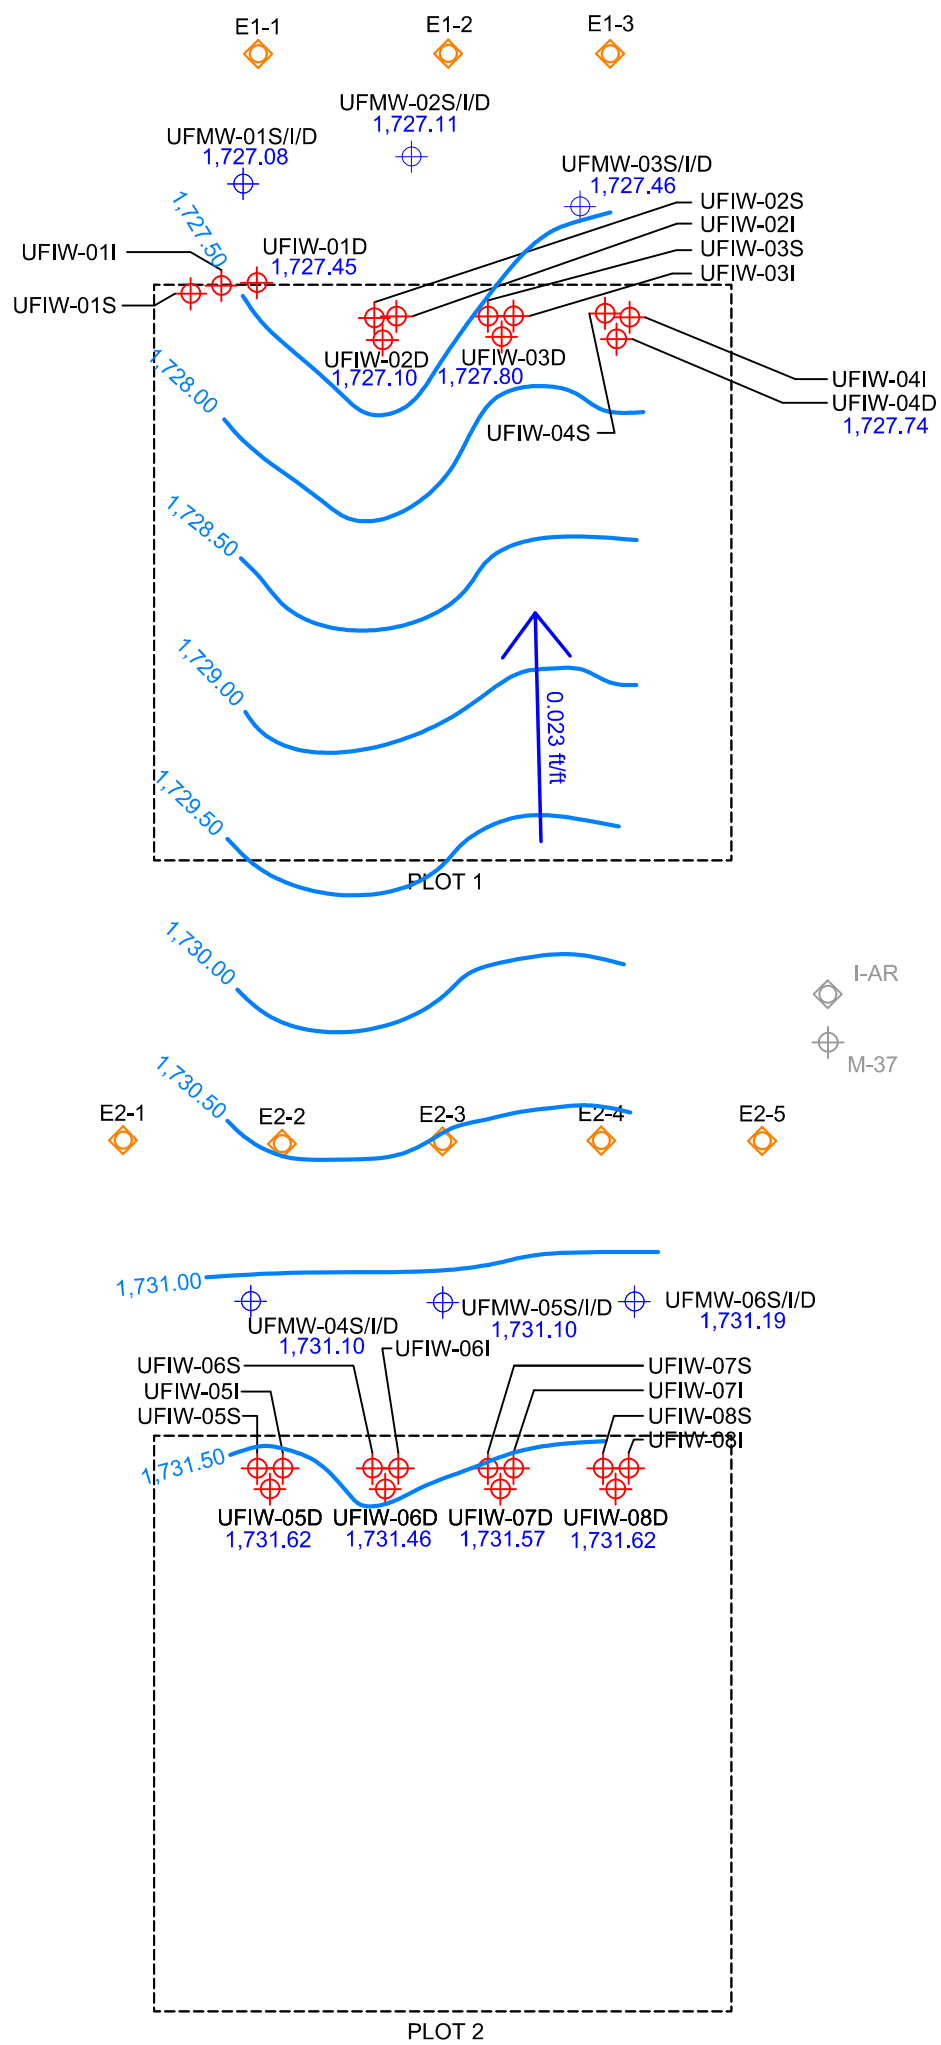 E1-1
E1-2
E1-3
UFMW-02S/I/D
1,727.11
UFMW-01S/I/D
1,727.08
UFMW-03S/I/D
1,727.46
UFIW-02S
UFIW-02I
UFIW-03S
UFIW-03I
1,727.50
UFIW-01I
UFIW-01D
1,727.45
UFIW-01S
UFIW-02D
1,727.10
UFIW-03D
1,727.80
UFIW-04I
UFIW-04D
1,727.74
UFIW-04S
1,728.00
1,728.50
1,729.00
0.023 ft/ft
1,729.50
PLOT 1
1,730.00
I-AR
M-37
1,730.50
E2-1
E2-2
E2-3
E2-4
E2-5
1,731.00
UFMW-04S/I/D
1,731.10
UFMW-05S/I/D
1,731.10
UFMW-06S/I/D
1,731.19
UFIW-06I
UFIW-06S
UFIW-05I
UFIW-05S
UFIW-07S
UFIW-07I
UFIW-08S
UFIW-08I
1,731.50
UFIW-05D
1,731.62
UFIW-06D
1,731.46
UFIW-07D
1,731.57
UFIW-08D
1,731.62
PLOT 2